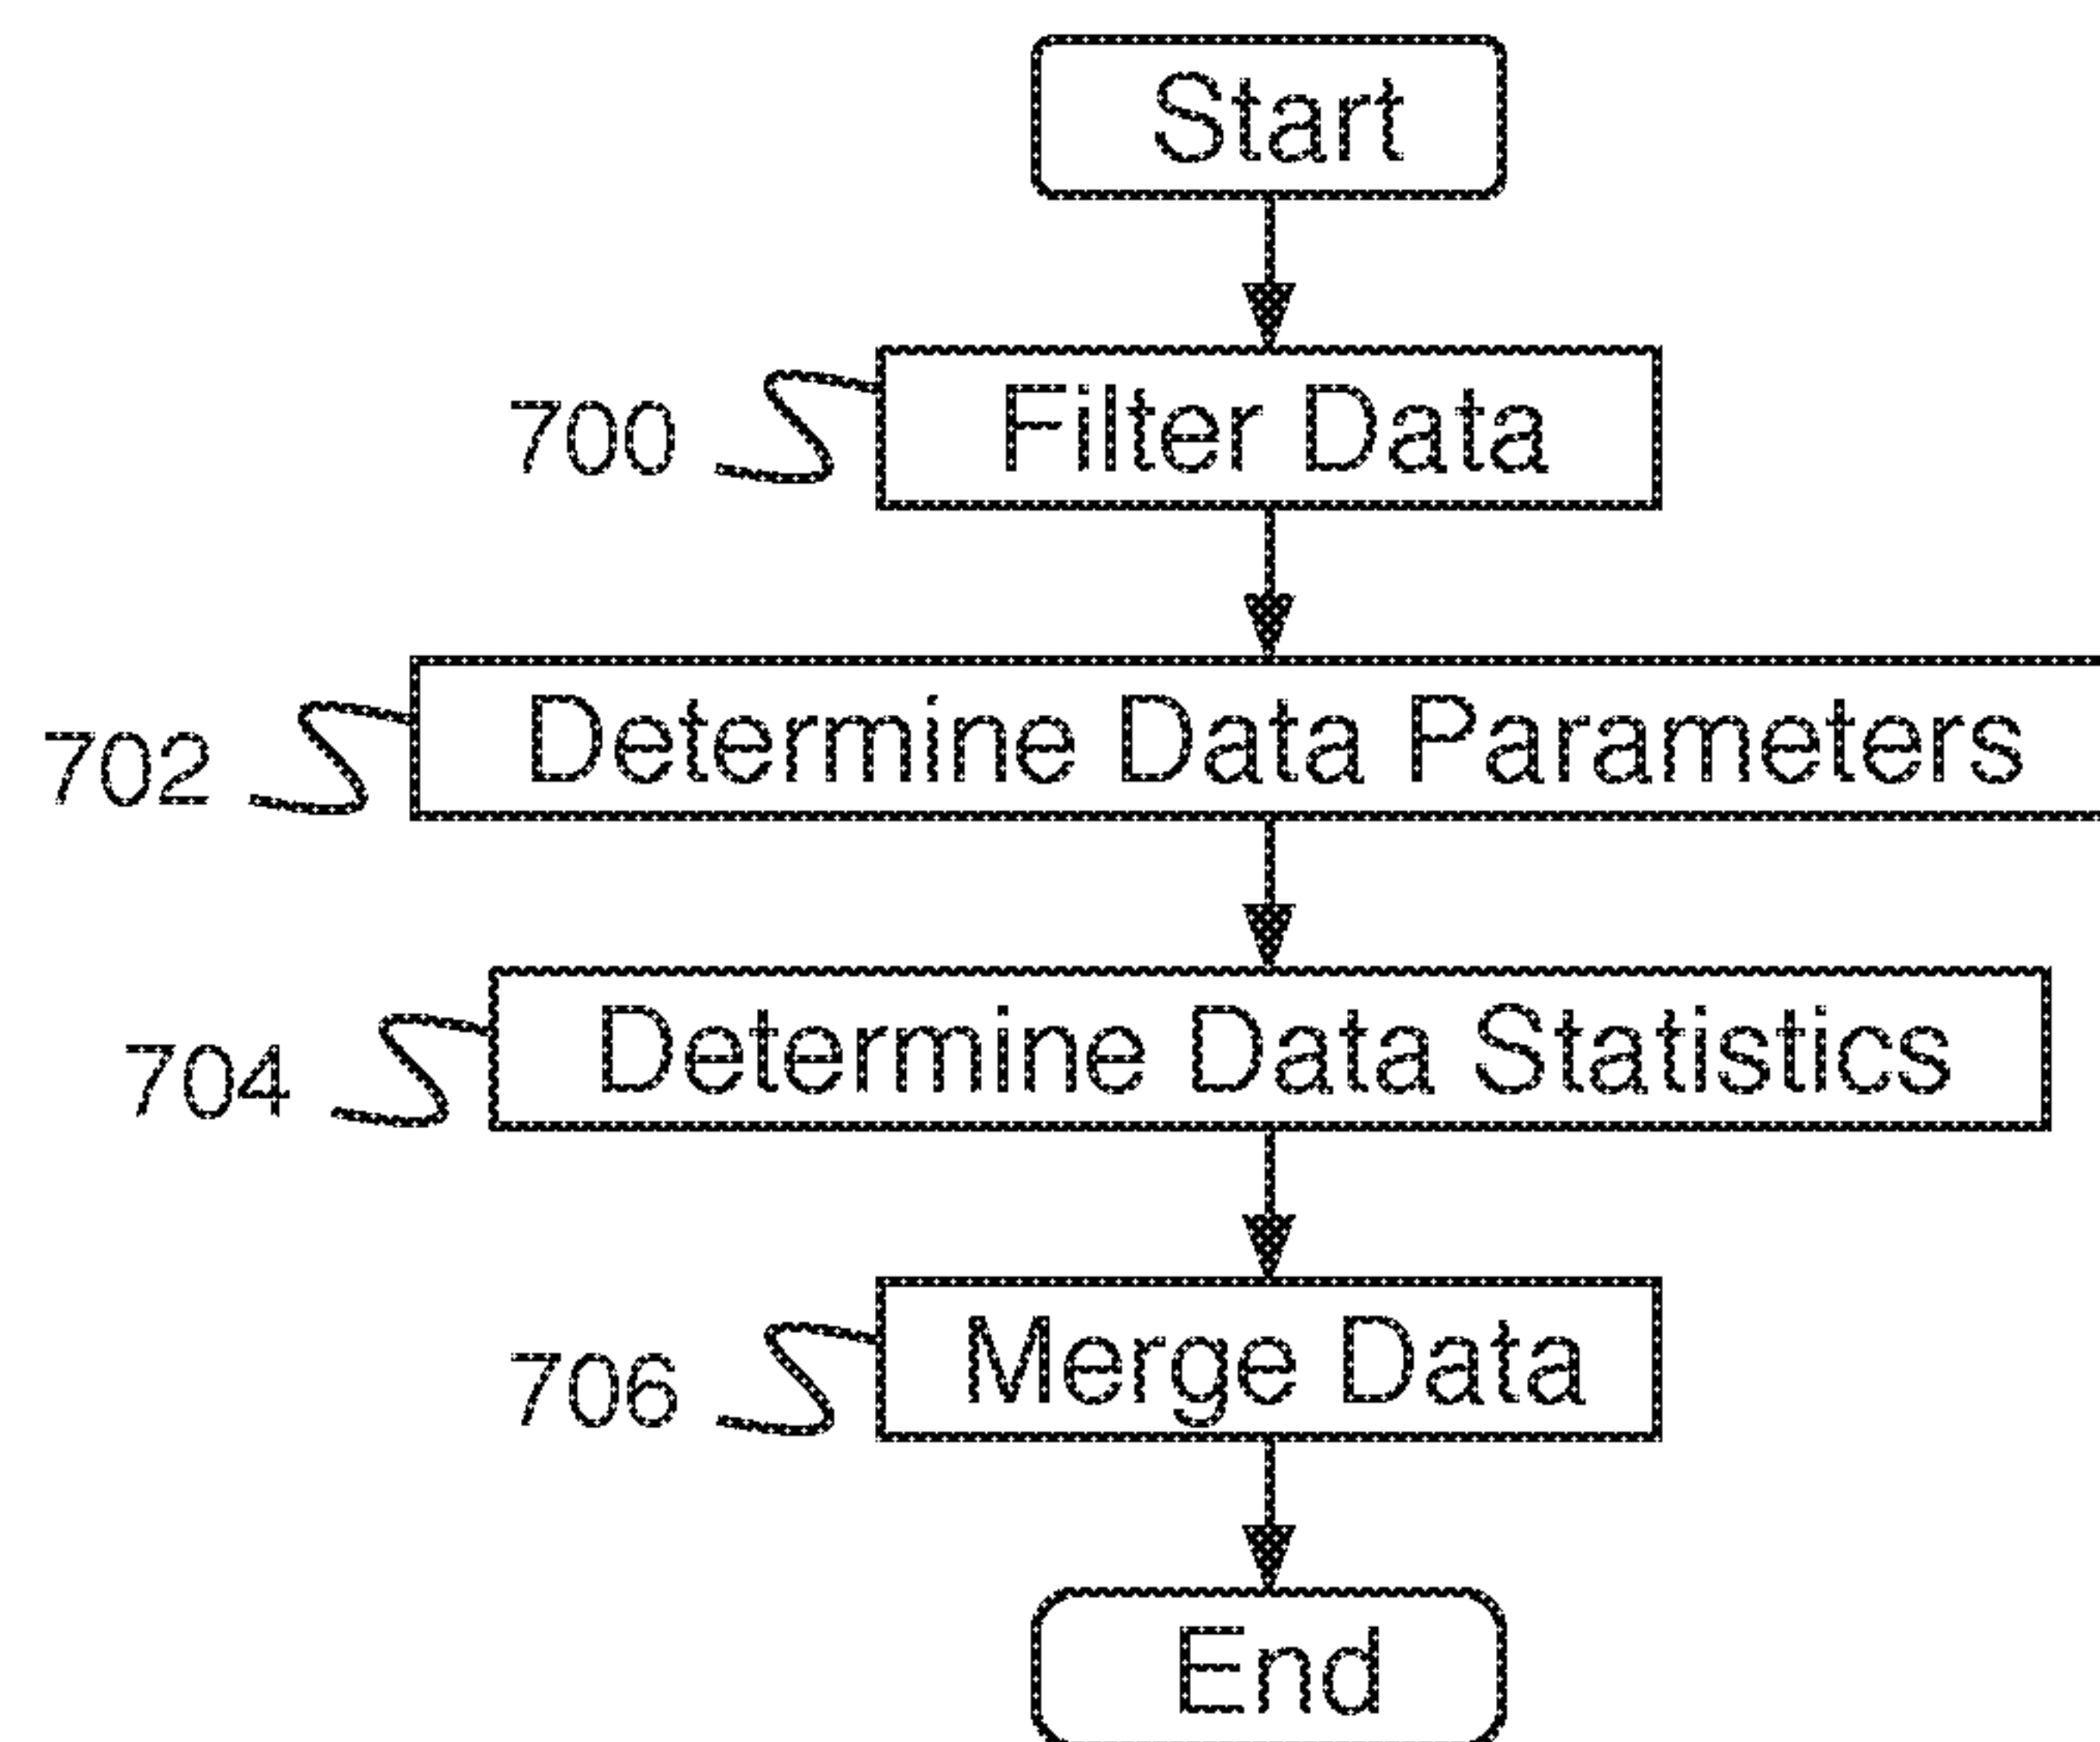 Start
700 Filter Data
702 Determine Data Parameters
704 Determine Data Statistics
706 Merge Data
End